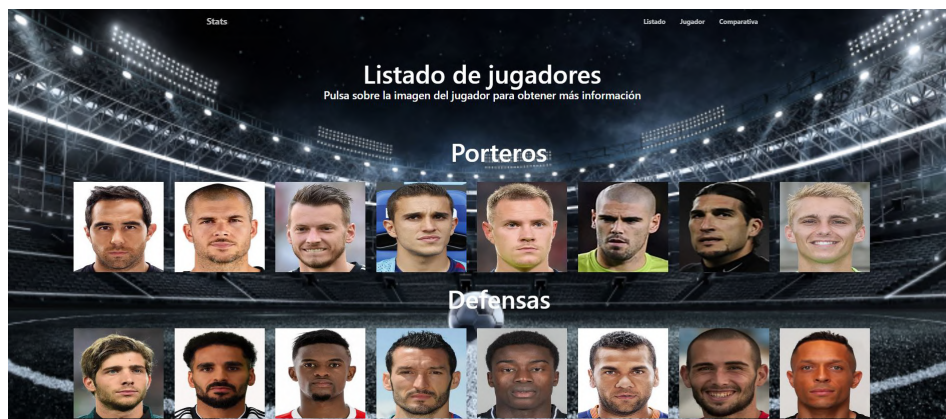 Stats
Listado
Jugador
Comparativa
Listado de jugadores
Pulsa sobre la imagen del jugador para obtener más información
Porteros
Defensas